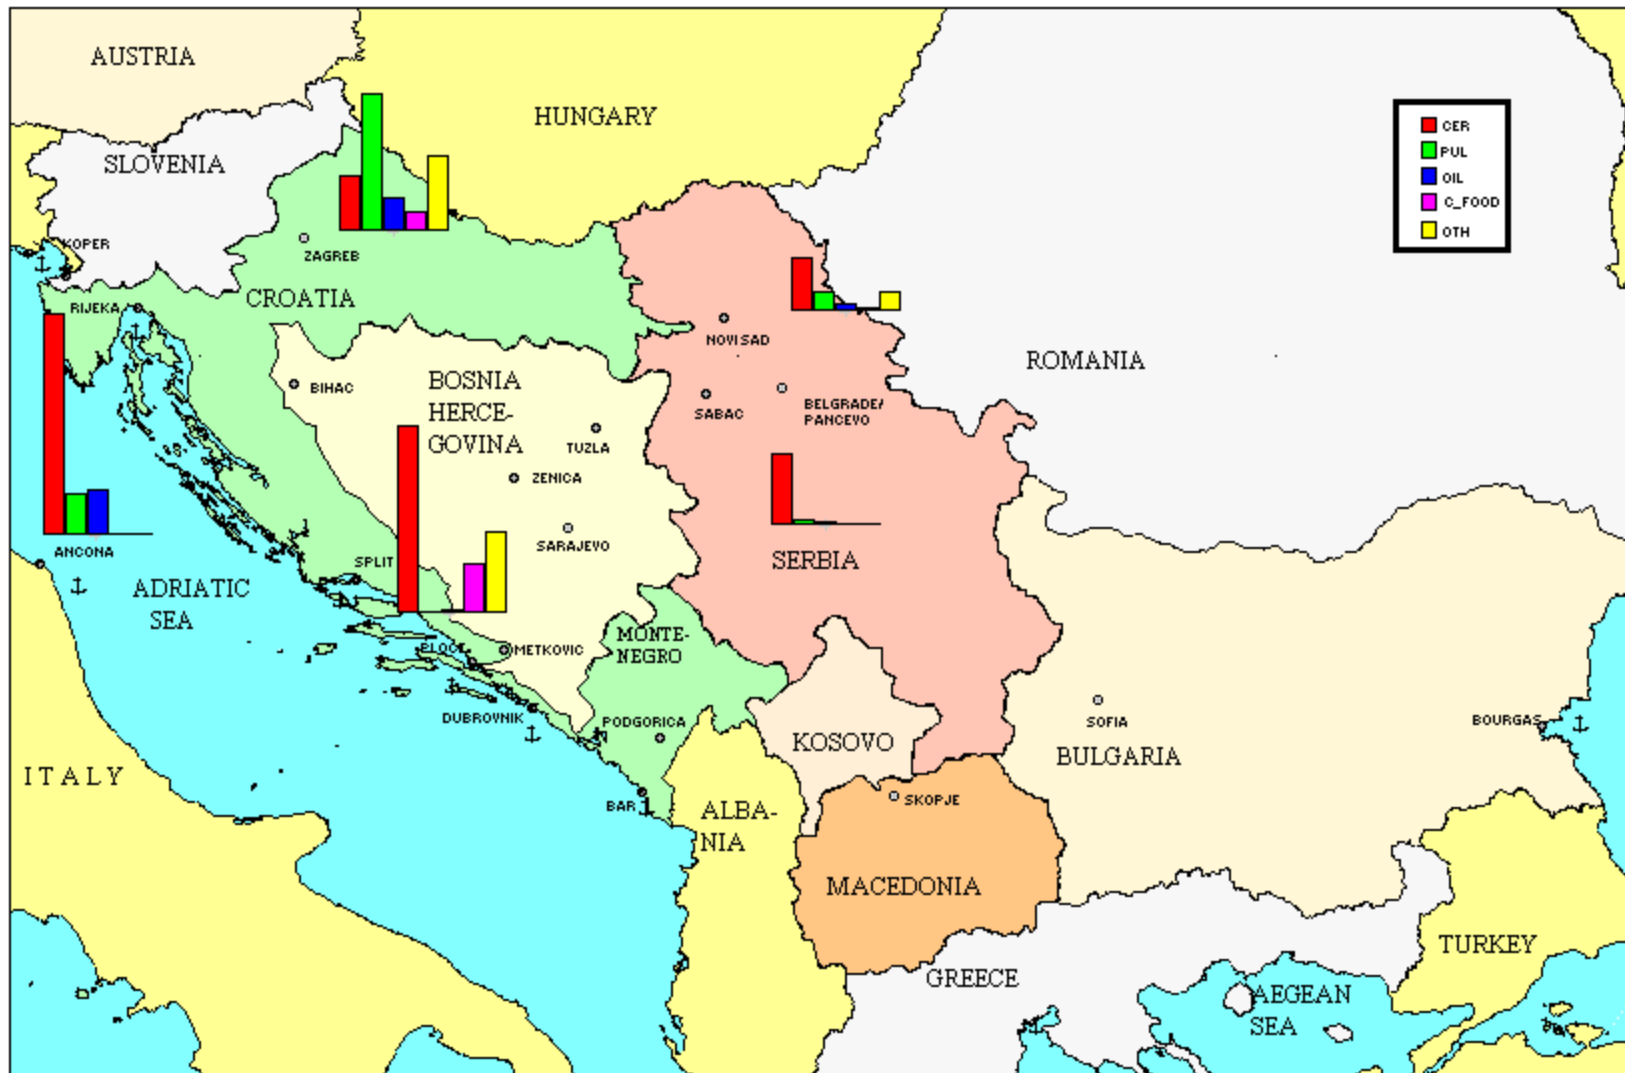 AUSTRIA
HUNGARY
CER
PUL
OIL
C_FOOD
OTH
SLOVENIA
KOPER
ZAGREB
CROATIA
RIJEKA
NOVI SAD
ROMANIA
BIHAC
BOSNIA
HERCE-
GOVINA
SABAC
BELGRADE/
PANCEVO
TUZLA
ZENICA
SARAJEVO
ANCONA
SPLIT
SERBIA
ADRIATIC
SEA
MONTE-
NEGRO
PLOCE
METKOVIC
DUBROVNIK
PODGORICA
SOFIA
BOURGAS
KOSOVO
BULGARIA
ITALY
BAR
SKOPJE
ALBA-
NIA
MACEDONIA
TURKEY
GREECE
AEGEAN
SEA